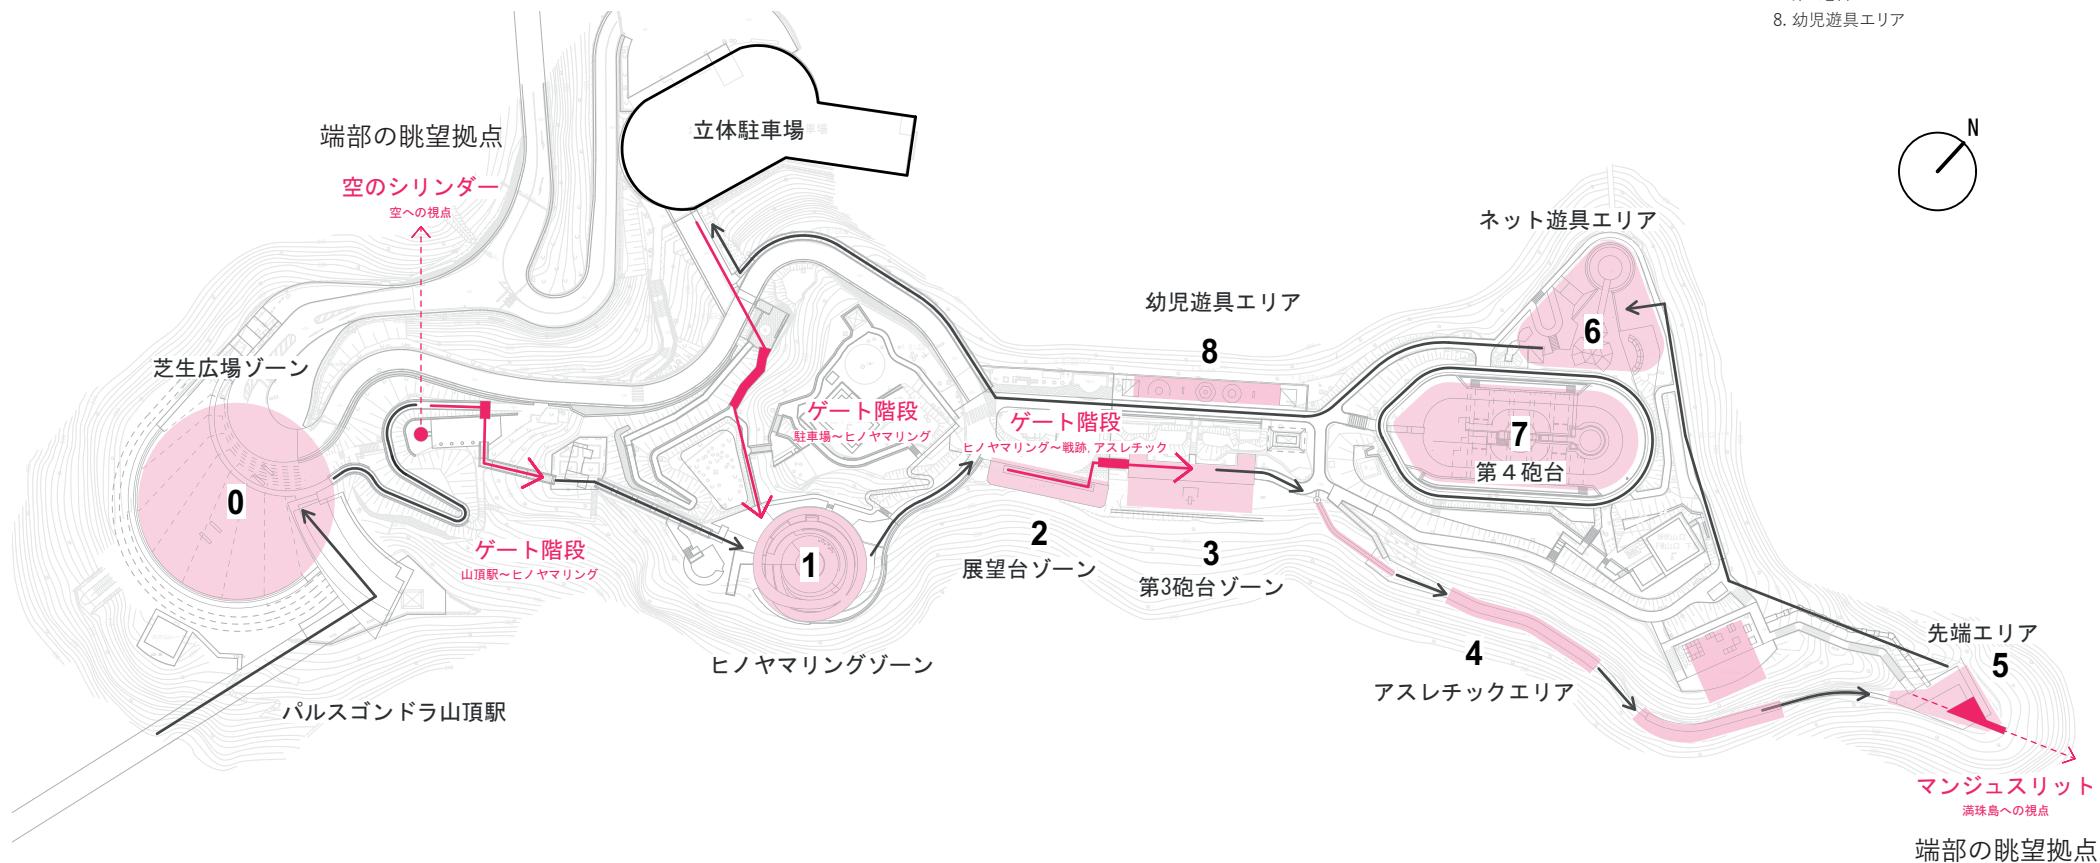 8. 幼児遊具エリア
N
立体駐車場
端部の眺望拠点
空のシリンダー
空への視点
ネット遊具エリア
6
幼児遊具エリア
8
芝生広場ゾーン
ゲート階段
駐車場〜ヒノヤマリング
ゲート階段
ヒノヤマリング〜戦跡, アスレチック
7
第４砲台
0
ゲート階段
山頂駅〜ヒノヤマリング
1
2
展望台ゾーン
3
第3砲台ゾーン
ヒノヤマリングゾーン
4
アスレチックエリア
先端エリア
5
パルスゴンドラ山頂駅
マンジュスリット
満珠島への視点
端部の眺望拠点